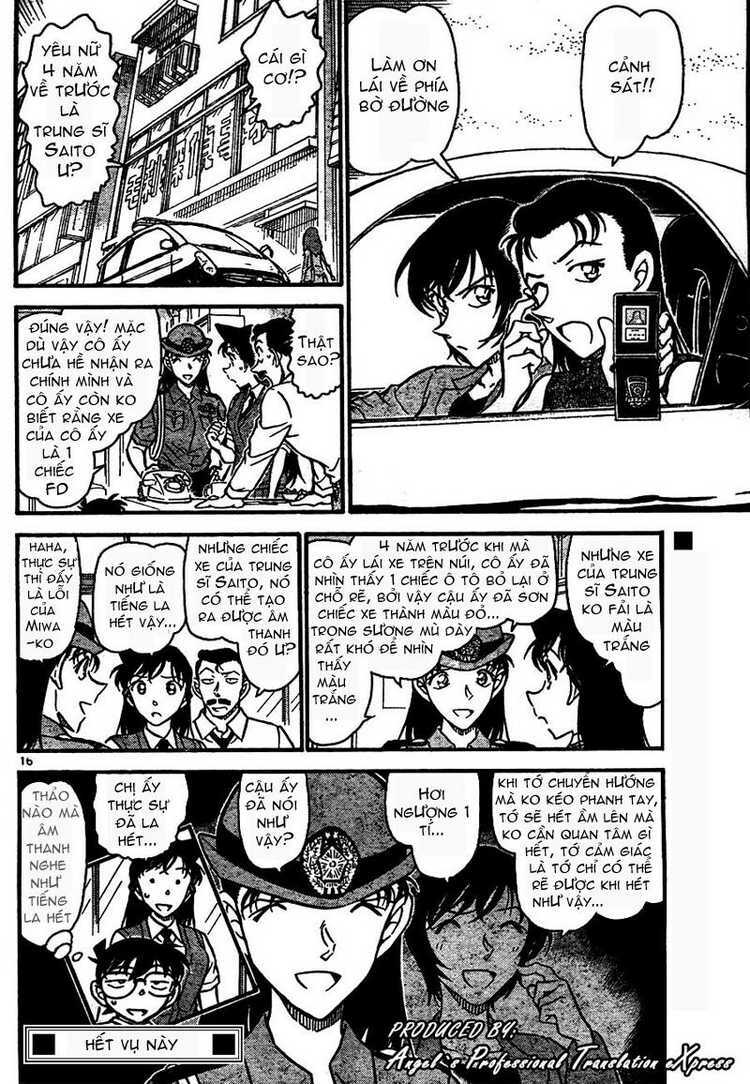 CẢNH
SÁT!!
LÀM ƠN
LÁI VỀ PHÍA
BỜ ĐƯỜNG
CÁI GÌ
CƠ!?
YÊU NỮ
4 NĂM
VỀ TRƯỚC
LÀ
TRUNG SĨ
SAITO
Ư?
THẬT
SAO?
ĐÚNG VẬY! MẶC
DÙ VẬY CÔ ẤY
CHƯA HỀ NHẬN RA
CHÍNH MÌNH VÀ
CÔ ẤY CÒN KO
BIẾT RẰNG XE
CỦA CÔ ẤY
LÀ 1
CHIẾC
FD
NHƯNG XE
CỦA TRUNG
SĨ SAITO
KO FẢI LÀ
MÀU
TRẮNG
4 NĂM TRƯỚC KHI MÀ
CÔ ẤY LÁI XE TRÊN NÚI, CÔ ẤY ĐÃ
NHÌN THẤY 1 CHIẾC Ô TÔ BỎ LẠI Ở
CHỖ RẼ, BỞI VẬY CẬU ẤY ĐÃ SƠN
CHIẾC XE THÀNH MÀU ĐỎ...
TRONG SƯƠNG MÙ DÀY
RẤT KHÓ ĐỂ NHÌN
THẤY
MÀU
TRẮNG
...
NHƯNG CHIẾC
XE CỦA TRUNG
SĨ SAITO, NÓ
CÓ THỂ TẠO
RA ĐƯỢC ÂM
THANH
ĐÓ Ư?
NÓ GIỐNG
NHƯ LÀ
TIẾNG LA
HÉT VẬY...
HAHA,
THỰC SỰ
THÌ ĐẤY
LÀ LỖI
CỦA
MIWA
-KO
16
KHI TỚ CHUYỂN HƯỚNG
MÀ KO KÉO PHANH TAY,
TỚ SẼ HÉT ẦM LÊN MÀ
KO CẦN QUAN TÂM GÌ
HẾT, TỚ CẢM GIÁC
LÀ TỚ CHỈ CÓ THỂ
RẼ ĐƯỢC KHI HÉT
NHƯ VẬY...
HƠI
NGƯỢNG 1
TÍ...
CẬU ẤY
ĐÃ NÓI
NHƯ
VẬY?
CHỊ ẤY
THỰC SỰ
ĐÃ LA
HÉT...
THẢO
NÀO MÀ
ÂM
THANH
NGHE
NHƯ
TIẾNG
LA HÉT
HẾT VỤ NÀY
PRODUCED BY:
Angel's Professional Translation eXpress